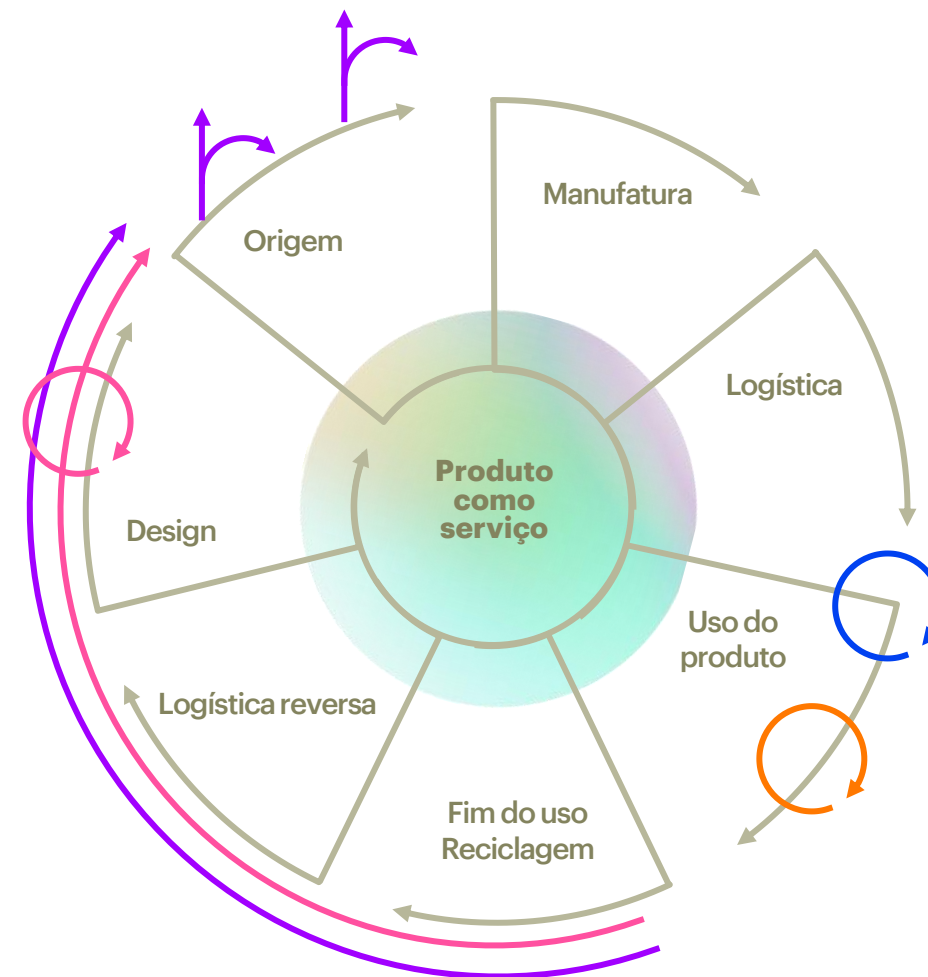 Manufatura
Origem
Logística
Produto
como
serviço
Design
Uso do
produto
Logística reversa
Fim do uso
Reciclagem